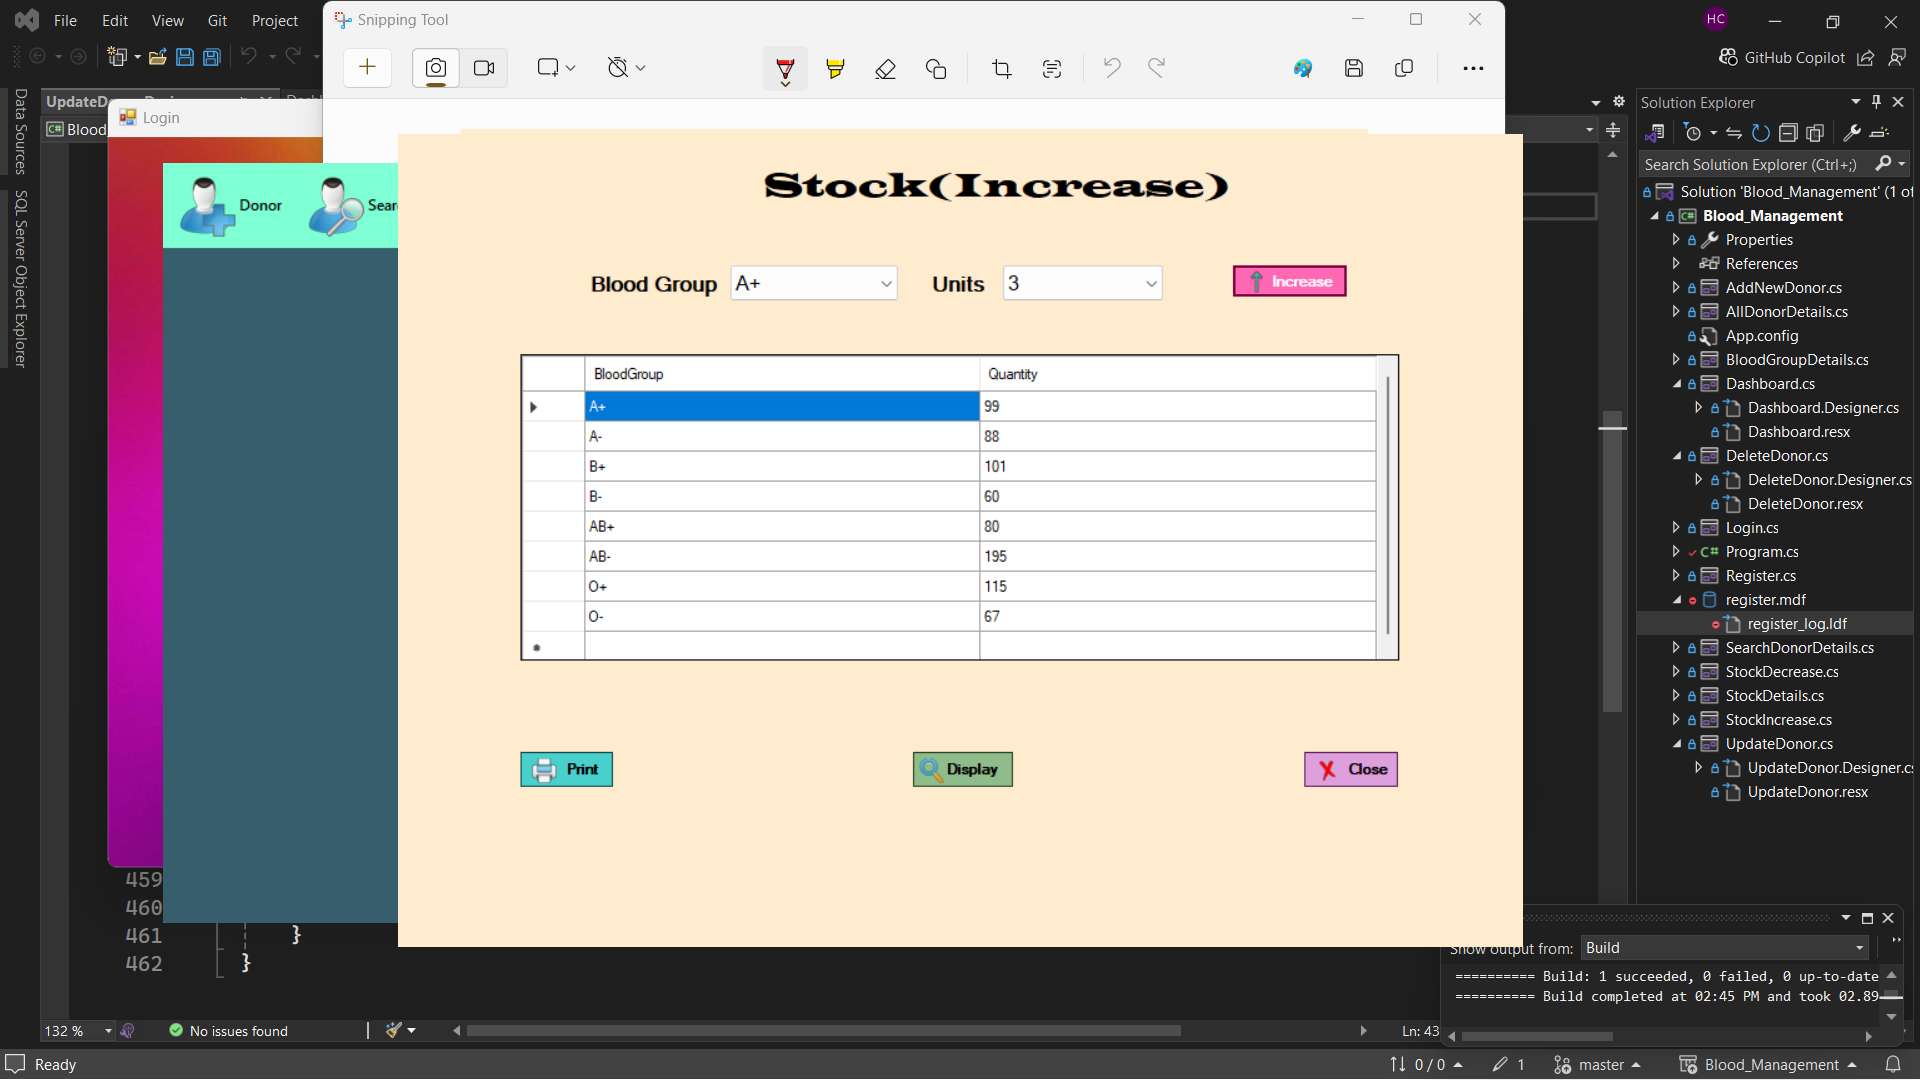 File Edit View Git Project
Snipping Tool
HC
GitHub Copilot
Data Sources
SQL Server Object Explorer
Login
Blood
Donor
Stock(Increase)
Blood Group A+ Units 3 Increase
BloodGroup Quantity
A+ 99
A- 88
B+ 101
B- 60
AB+ 80
AB- 195
O+ 115
O- 67
Print Display Close
459
460
461 }
462 }
132 % No issues found Ln: 43
Ready 0 / 0 1 master Blood_Management
Solution Explorer
Search Solution Explorer (Ctrl+;)
Solution 'Blood_Management' (1 of
C# Blood_Management
Properties
References
AddNewDonor.cs
AllDonorDetails.cs
App.config
BloodGroupDetails.cs
Dashboard.cs
Dashboard.Designer.cs
Dashboard.resx
DeleteDonor.cs
DeleteDonor.Designer.cs
DeleteDonor.resx
Login.cs
C# Program.cs
Register.cs
register.mdf
register_log.ldf
SearchDonorDetails.cs
StockDecrease.cs
StockDetails.cs
StockIncrease.cs
UpdateDonor.cs
UpdateDonor.Designer.cs
UpdateDonor.resx
Show output from: Build
========== Build: 1 succeeded, 0 failed, 0 up-to-date
========== Build completed at 02:45 PM and took 02.89